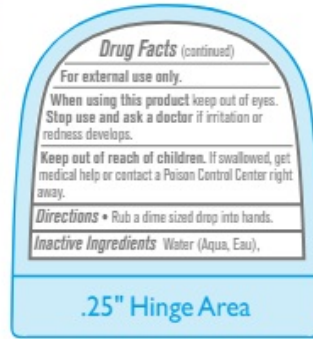 Drug Facts (continued)
For external use only.
When using this product keep out of eyes.
Stop use and ask a doctor if irritation or
redness develops.
Keep out of reach of children. If swallowed, get
medical help or contact a Poison Control Center right
away.
Directions • Rub a dime sized drop into hands.
Inactive Ingredients Water (Aqua, Eau),
.25" Hinge Area